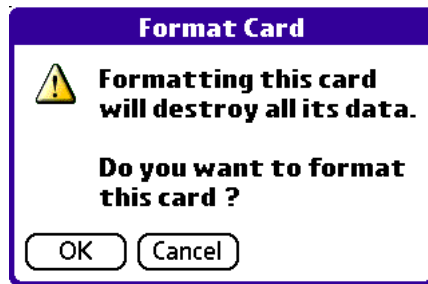 Format Card
Formatting this card
will destroy all its data.
Do you want to format
this card ?
OK Cancel